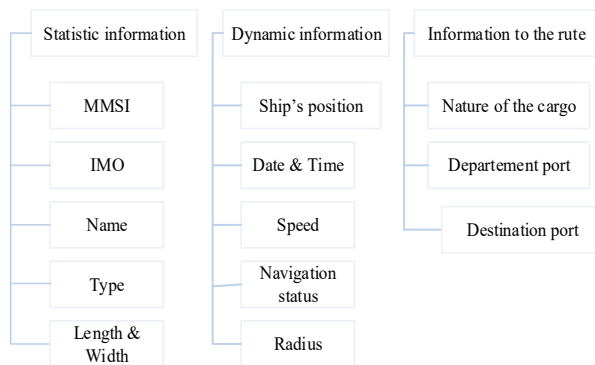 Statistic information
MMSI
IMO
Name
Type
Length &
Width
Dynamic information
Ship's position
Date & Time
Speed
Navigation
status
Radius
Information to the rute
Nature of the cargo
Departement port
Destination port